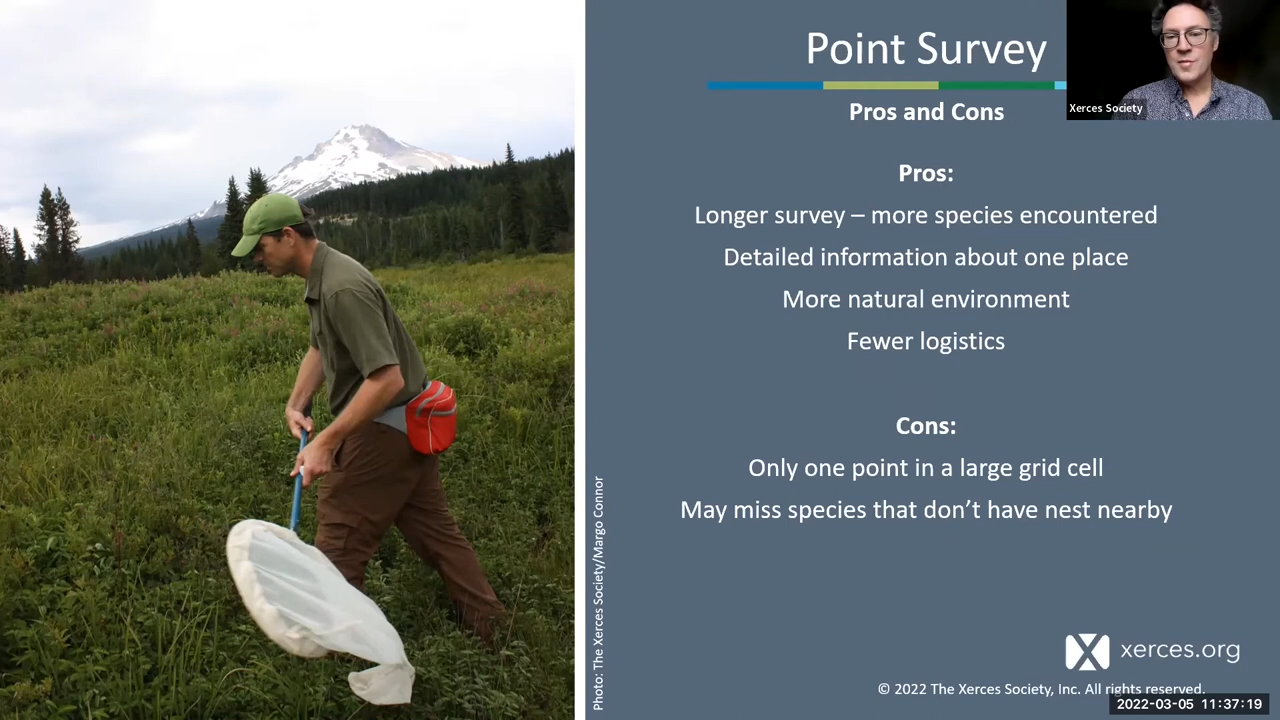 Point Survey
Pros and Cons
Xerces Society
Pros:
Longer survey – more species encountered
Detailed information about one place
More natural environment
Fewer logistics
Cons:
Only one point in a large grid cell
May miss species that don’t have nest nearby
Photo: The Xerces Society/Margo Connor
xerces.org
© 2022 The Xerces Society, Inc. All rights reserved.
2022-03-05 11:37:19